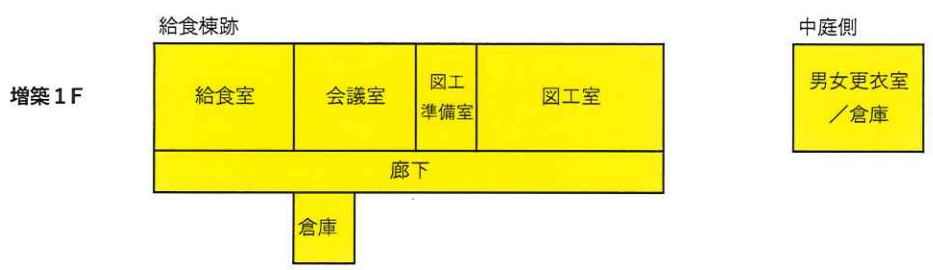 給食棟跡
中庭側
増築1F
給食室
会議室
図工
準備室
図工室
男女更衣室
／倉庫
廊下
倉庫